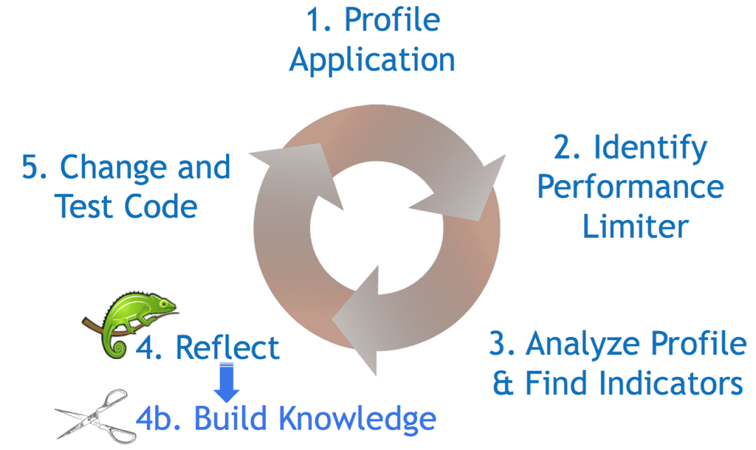 1. Profile
Application
2. Identify
Performance
Limiter
3. Analyze Profile
& Find Indicators
4. Reflect
4b. Build Knowledge
5. Change and
Test Code